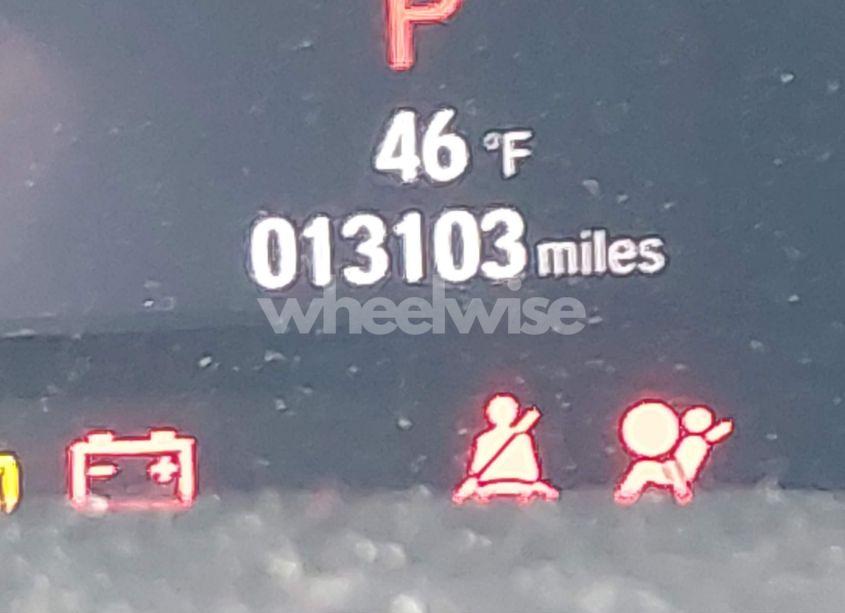 P
46 °F
013103 miles
wheelwise